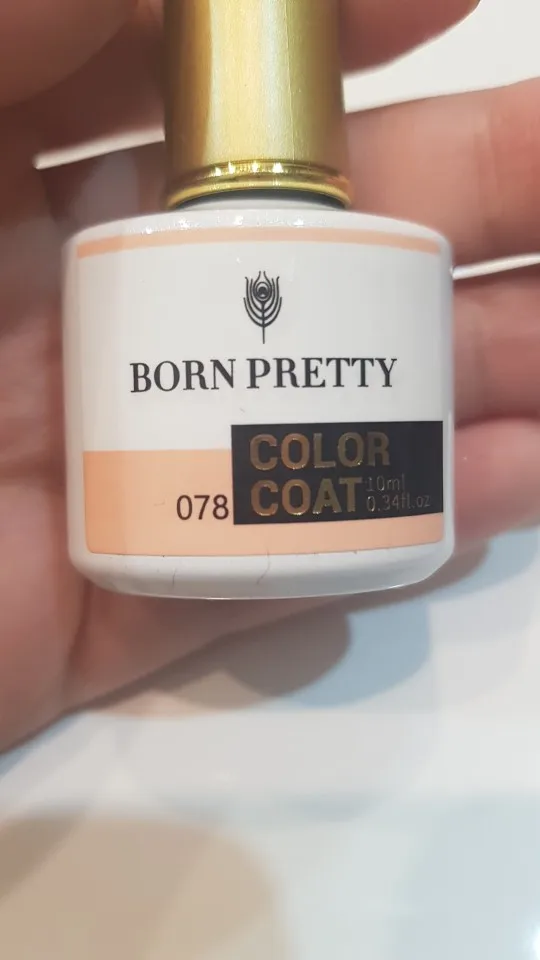 BORN PRETTY
078
COLOR
COAT
10ml
0.34fl.oz